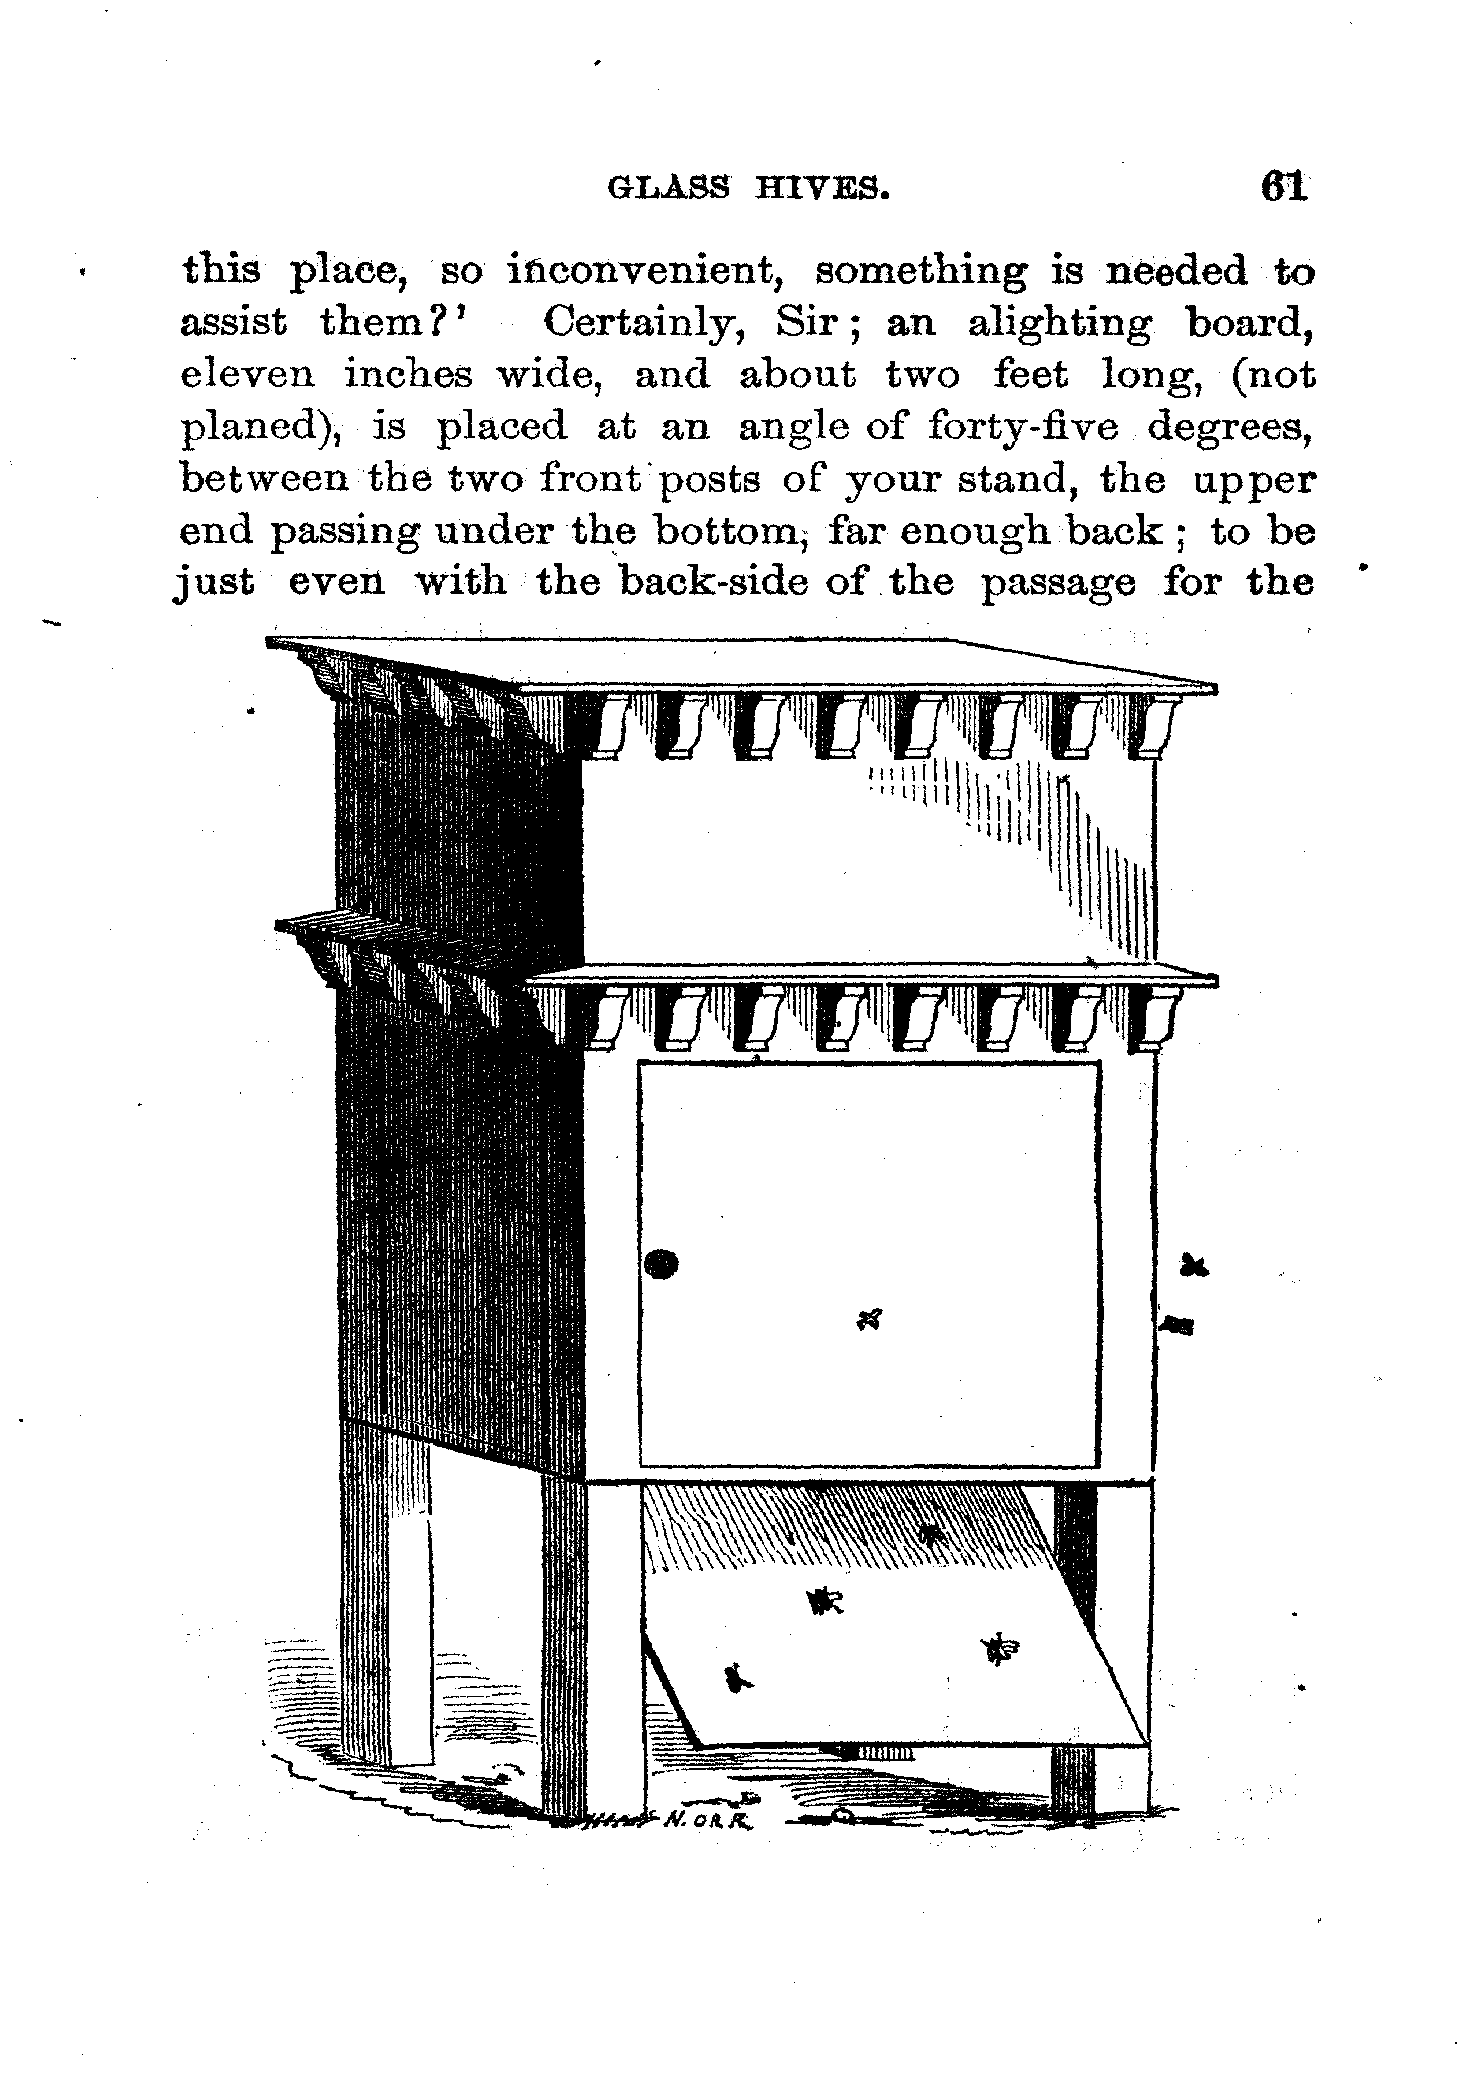 GLASS HIVES. 61
this place, so inconvenient, something is needed to
assist them?' Certainly, Sir; an alighting board,
eleven inches wide, and about two feet long, (not
planed), is placed at an angle of forty-five degrees,
between the two front posts of your stand, the upper
end passing under the bottom, far enough back; to be
just even with the back-side of the passage for the
N. ORR